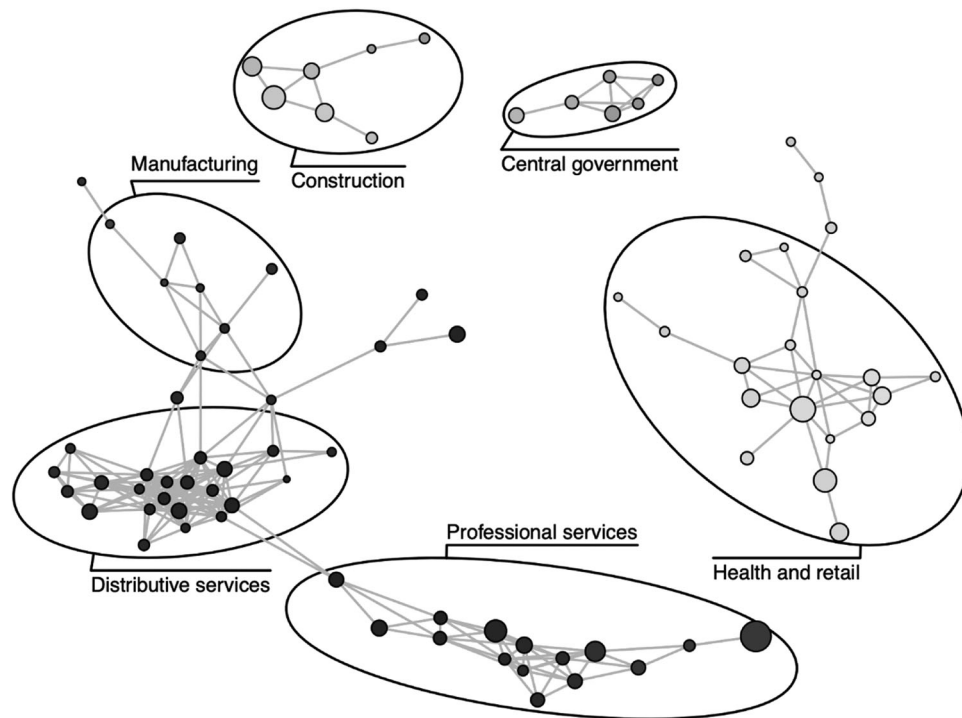 Manufacturing
Construction
Central government
Professional services
Distributive services
Health and retail